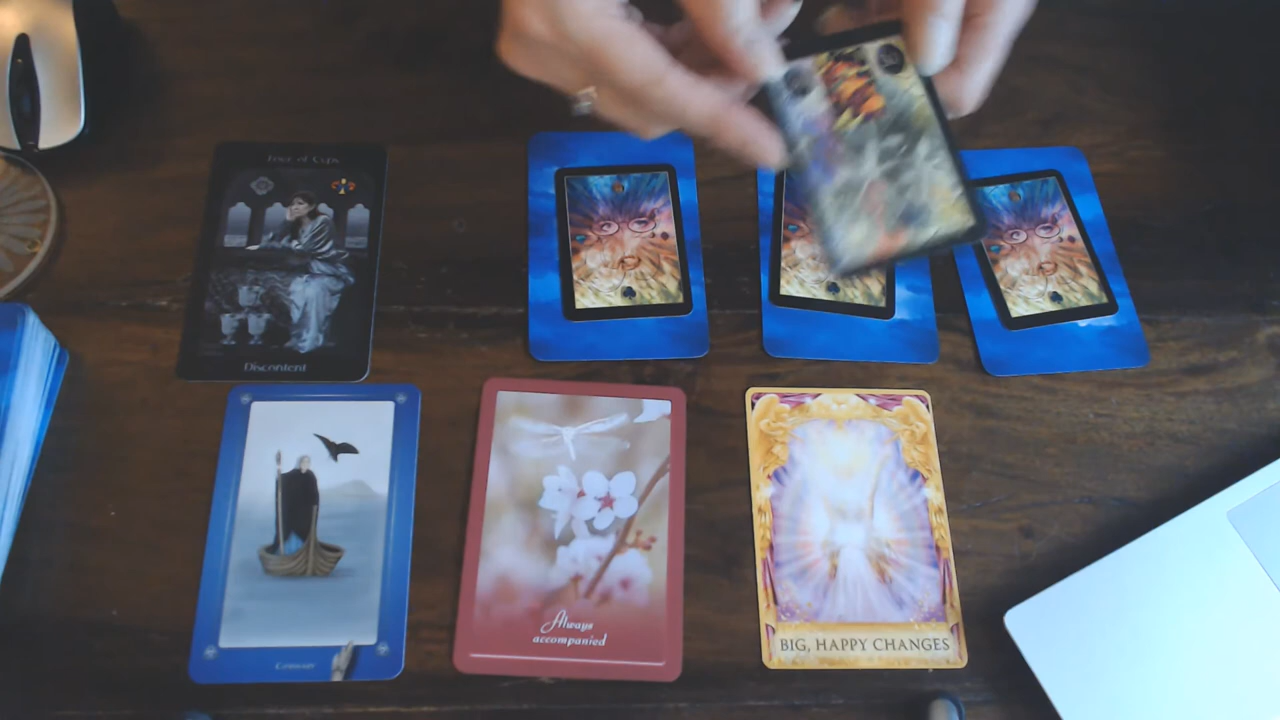 Four of Cups
Discontent
Always
accompanied
BIG, HAPPY CHANGES